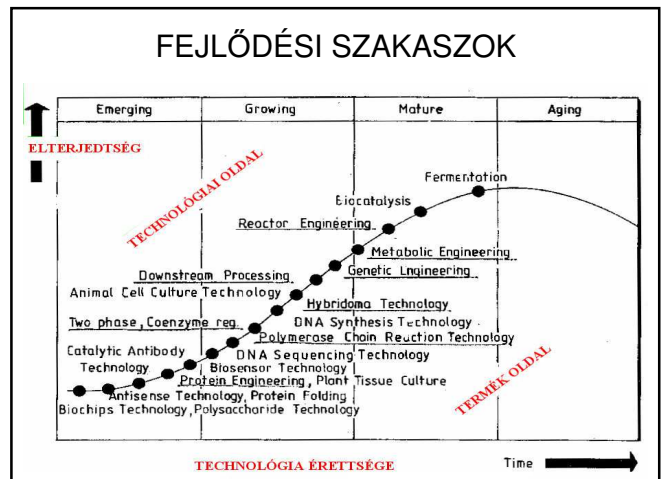 FEJLŐDÉSI SZAKASZOK
Emerging Growing Mature Aging
ELTERJEDTSÉG
TECHNOLÓGIAI OLDAL
Fermentation
Biocatalysis
Reactor Engineering
Metabolic Engineering
Downstream Processing
Genetic Engineering
Animal Cell Culture Technology
Hybridoma Technology
Two phase, Coenzyme reg.
DNA Synthesis Technology
Polymerase Chain Reaction Technology
Catalytic Antibody
Technology
DNA Sequencing Technology
Biosensor Technology
Protein Engineering, Plant Tissue Culture
Antisense Technology, Protein Folding
Biochips Technology, Polysaccharide Technology
TERMÉK OLDAL
TECHNOLÓGIA ÉRETTSÉGE
Time